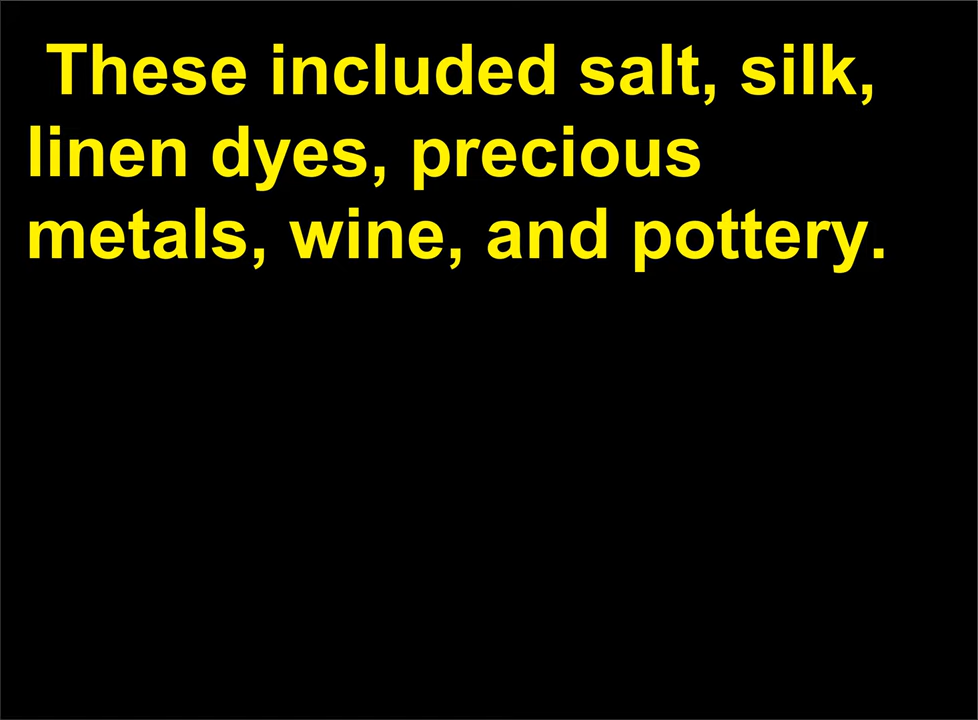 These included salt, silk,
linen dyes, precious
metals, wine, and pottery.